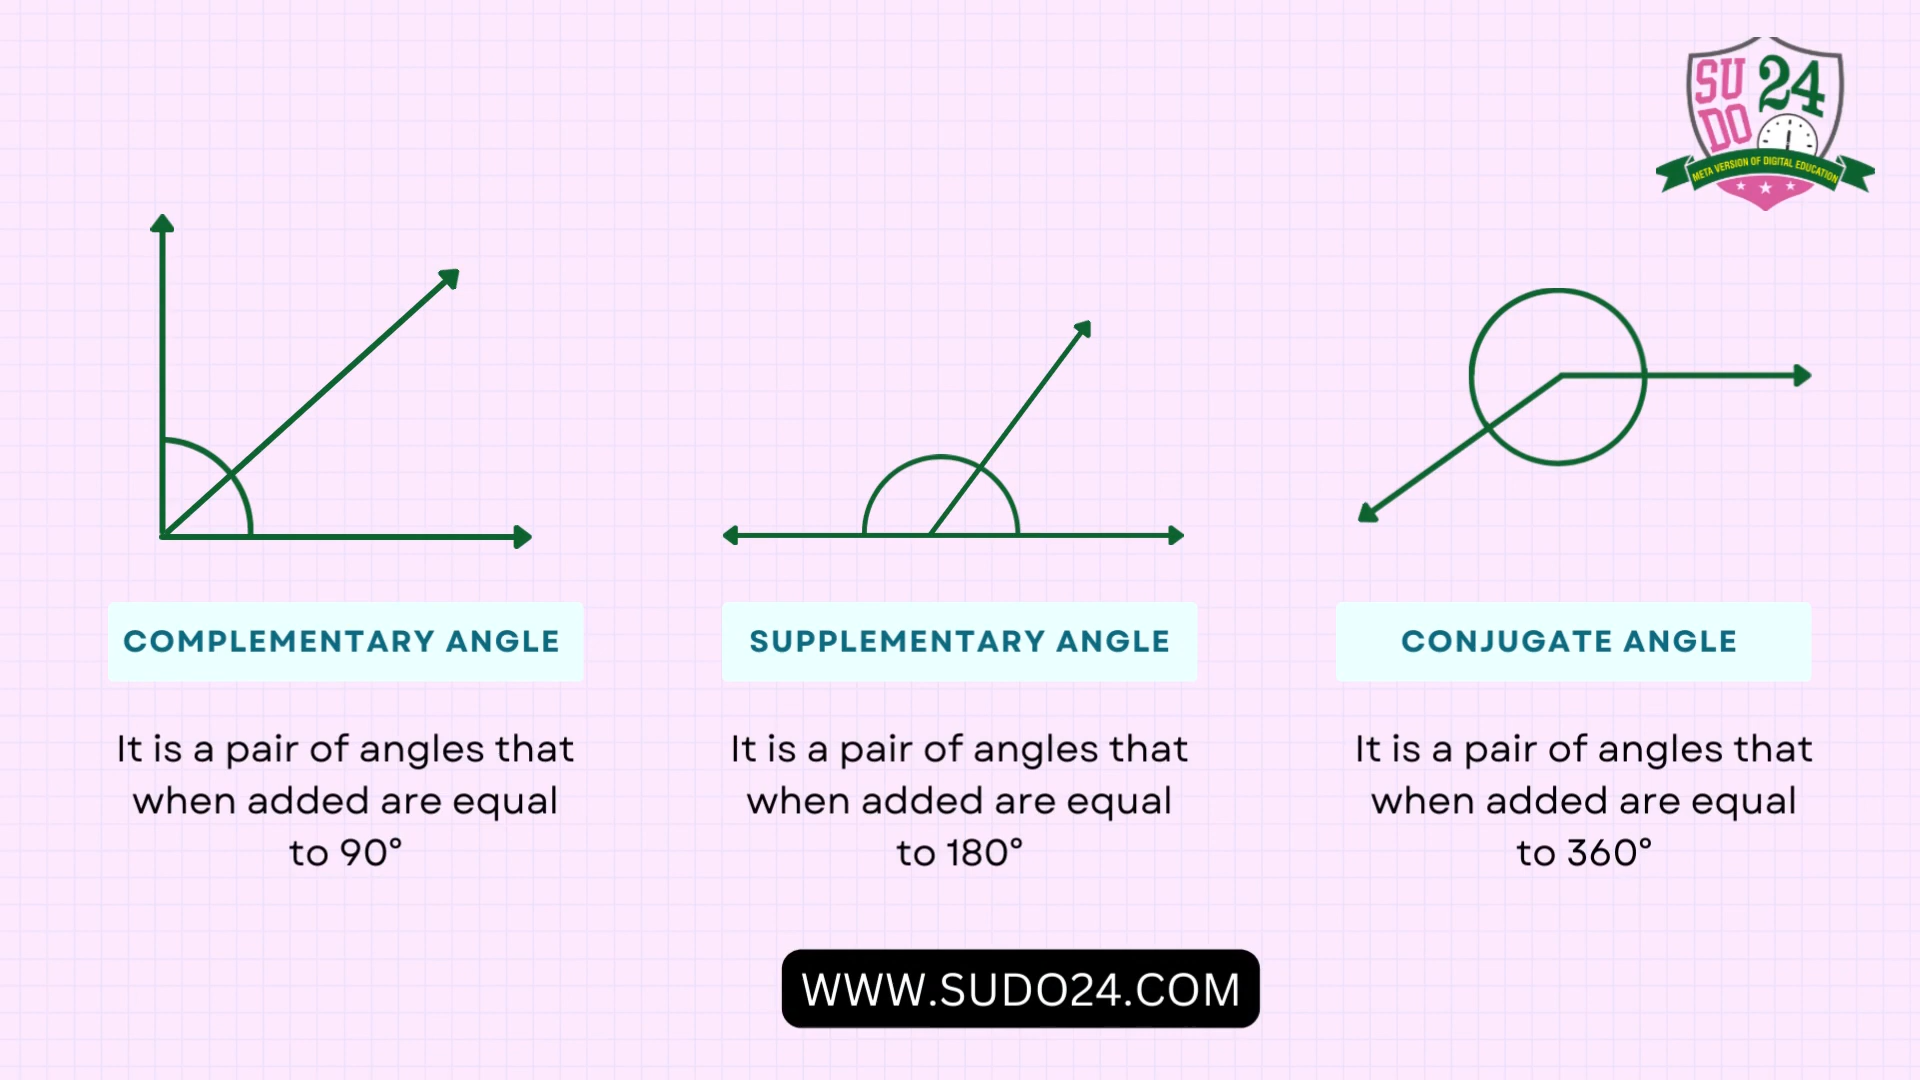 SU 24
DO
META VERSION OF DIGITAL EDUCATION
COMPLEMENTARY ANGLE
It is a pair of angles that
when added are equal
to 90°
SUPPLEMENTARY ANGLE
It is a pair of angles that
when added are equal
to 180°
CONJUGATE ANGLE
It is a pair of angles that
when added are equal
to 360°
WWW.SUDO24.COM